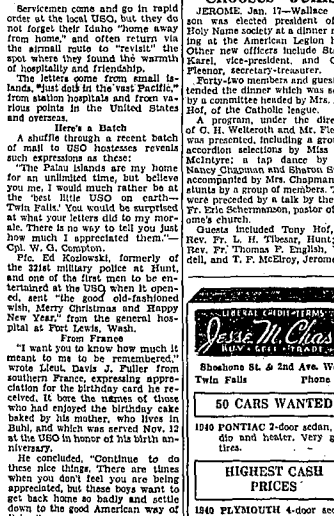 Servicemen come and go in rapid
order at the local USO, but they do
not forget their Idaho "home away
from home," and often return via
the airmail route to "revisit" the
spot where they found the warmth
of hospitality and friendship.
The letters come from small is-
lands, "just dots in the vast Pacific,"
from station hospitals and from va-
rious points in the United States
and overseas.
Here's a Batch
A shuffle through a recent batch
of mail to USO hostesses reveals
such expressions as these:
"The Palau islands are my home
for an unlimited time, but believe
you me, I would much rather be at
the 'best little USO on earth—
Twin Falls.' You would be surprised
at what your letters did to my mor-
ale. There is no way to tell you just
how much I appreciated them."—
Cpl. W. G. Compton.
Pfc. Ed Kozlowski, formerly of
the 321st military police at Hunt,
and one of the first men to be en-
tertained at the USO when it open-
ed, sent "the good old-fashioned
wish, Merry Christmas and Happy
New Year," from the general hos-
pital at Fort Lewis, Wash.
From France
"I want you to know how much it
meant to me to be remembered,"
wrote Lieut. Davis J. Fuller from
southern France, expressing appre-
ciation for the birthday card he re-
ceived. It bore the names of those
who had enjoyed the birthday cake
baked by his mother, who lives in
Buhl, and which was served Nov. 12
at the USO in honor of his birth an-
niversary.
He concluded, "Continue to do
these nice things. There are times
when you don't feel you are being
appreciated, but these boys want to
get back home so badly and settle
down to the good American way of
JEROME, Jan. 17—Wallace
son was elected president of
Holy Name society at a dinner m
ing at the American Legion h
Other new officers include St
Karel, vice-president, and C
Fleenor, secretary-treasurer.
Forty-two members and guest
tended the dinner which was se
by a committee headed by Mrs.
Hof, of the Catholic league.
A program, under the dire
of C. H. Welteroth and Mr. Fle
was presented, including a grou
accordion selections by Miss
McIntyre; a tap dance by
Nancy Chapman and Sharon S
accompanied by Mrs. Chapman
stunts by a group of members. T
were preceded by a talk by the
Fr. Eric Schermanson, pastor of
ome's church.
Guests included Tony Hof,
Rev. Fr. L. H. Tibesar, Hunt;
Rev. Fr. Thomas F. English,
dell, and T. F. McElroy, Jerome
LIBERAL CREDIT-TERMS
Jesse M. Chas
BUY SELL TRADE
Shoshone St. & 2nd Ave. W
Twin Falls Phone
50 CARS WANTED
1940 PONTIAC 2-door sedan,
dio and heater. Very g
tires.
HIGHEST CASH
PRICES
1940 PLYMOUTH 4-door se